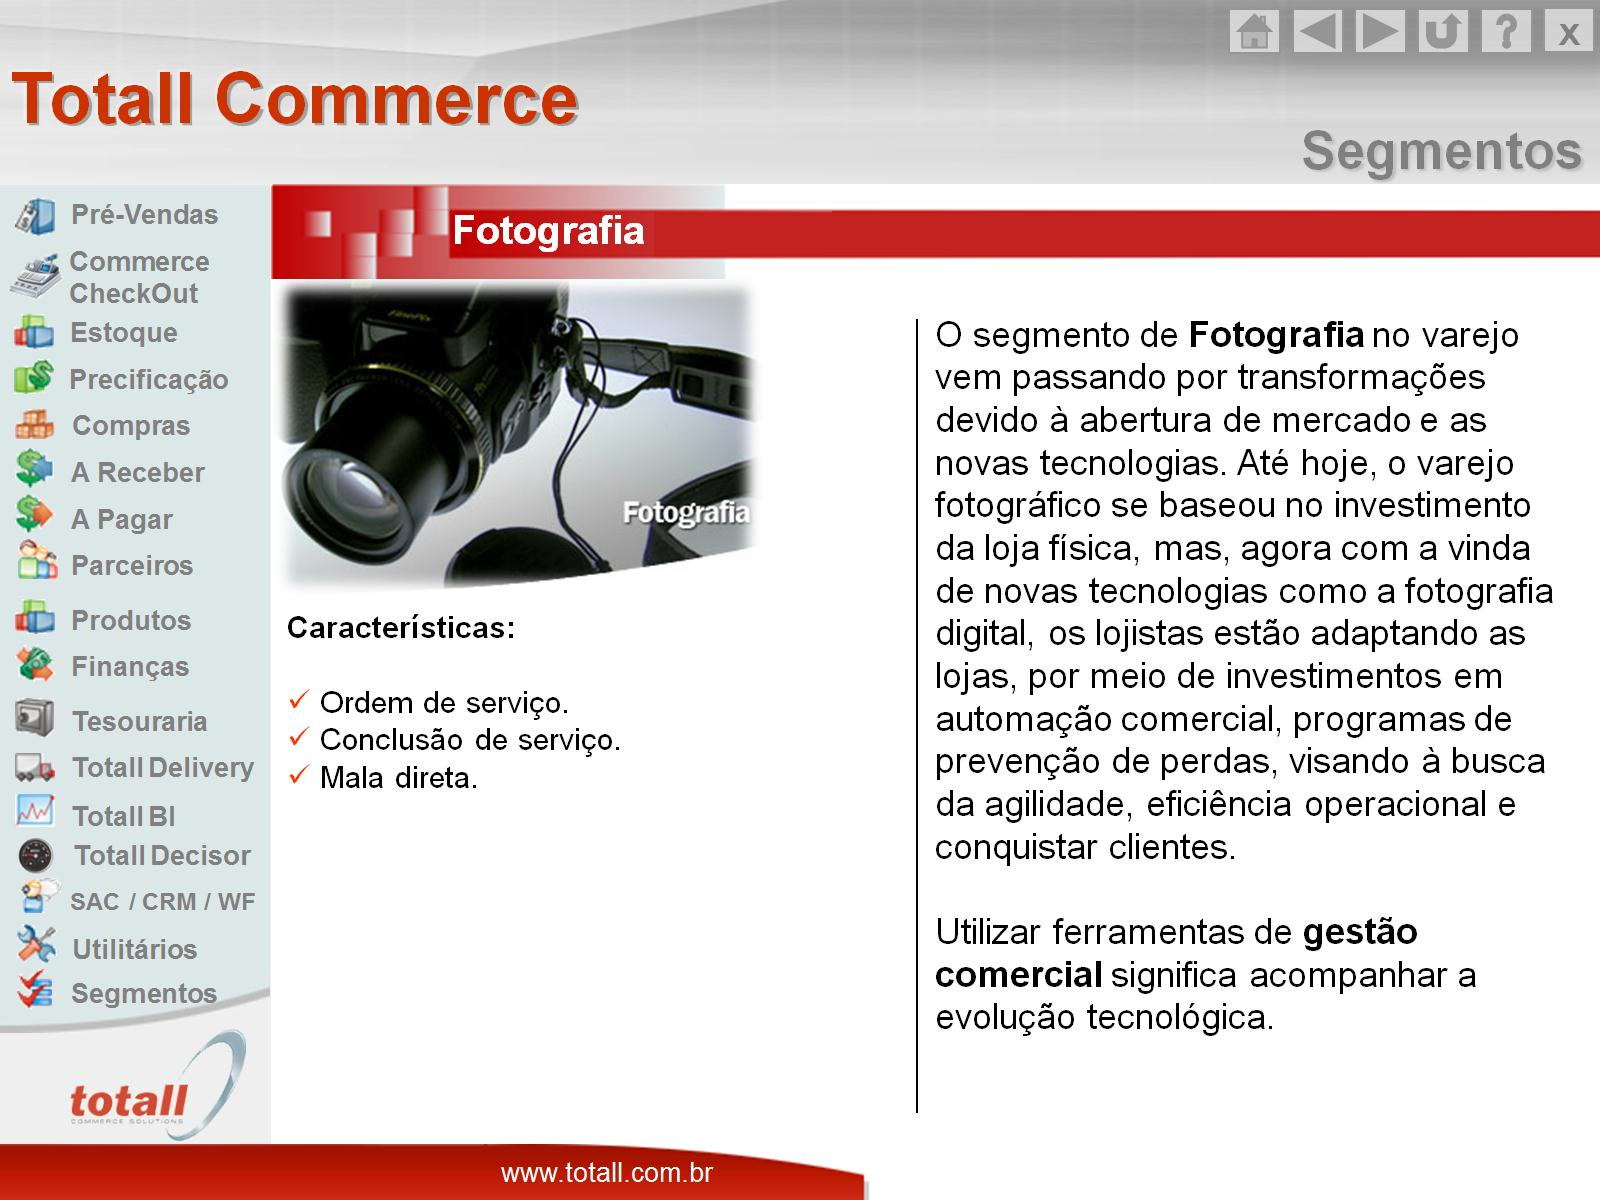 x
Totall Commerce
Segmentos
Pré-Vendas
Commerce
CheckOut
Estoque
Precificação
Compras
A Receber
A Pagar
Parceiros
Produtos
Finanças
Tesouraria
Totall Delivery
Totall BI
Totall Decisor
SAC / CRM / WF
Utilitários
Segmentos
totall
COMMERCE SOLUTIONS
Fotografia
FinePix
Fotografia
Características:
Ordem de serviço.
Conclusão de serviço.
Mala direta.
O segmento de Fotografia no varejo
vem passando por transformações
devido à abertura de mercado e as
novas tecnologias. Até hoje, o varejo
fotográfico se baseou no investimento
da loja física, mas, agora com a vinda
de novas tecnologias como a fotografia
digital, os lojistas estão adaptando as
lojas, por meio de investimentos em
automação comercial, programas de
prevenção de perdas, visando à busca
da agilidade, eficiência operacional e
conquistar clientes.
Utilizar ferramentas de gestão
comercial significa acompanhar a
evolução tecnológica.
www.totall.com.br